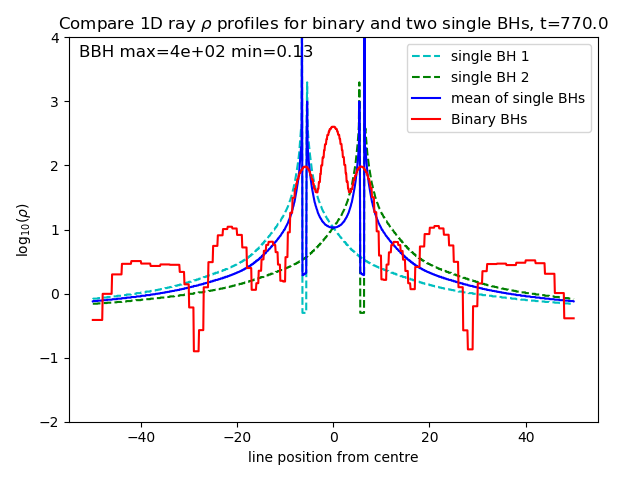 Compare 1D ray ρ profiles for binary and two single BHs, t=770.0
BBH max=4e+02 min=0.13
single BH 1
single BH 2
mean of single BHs
Binary BHs
log₁₀(ρ)
4
3
2
1
0
−1
−2
−40
−20
0
20
40
line position from centre